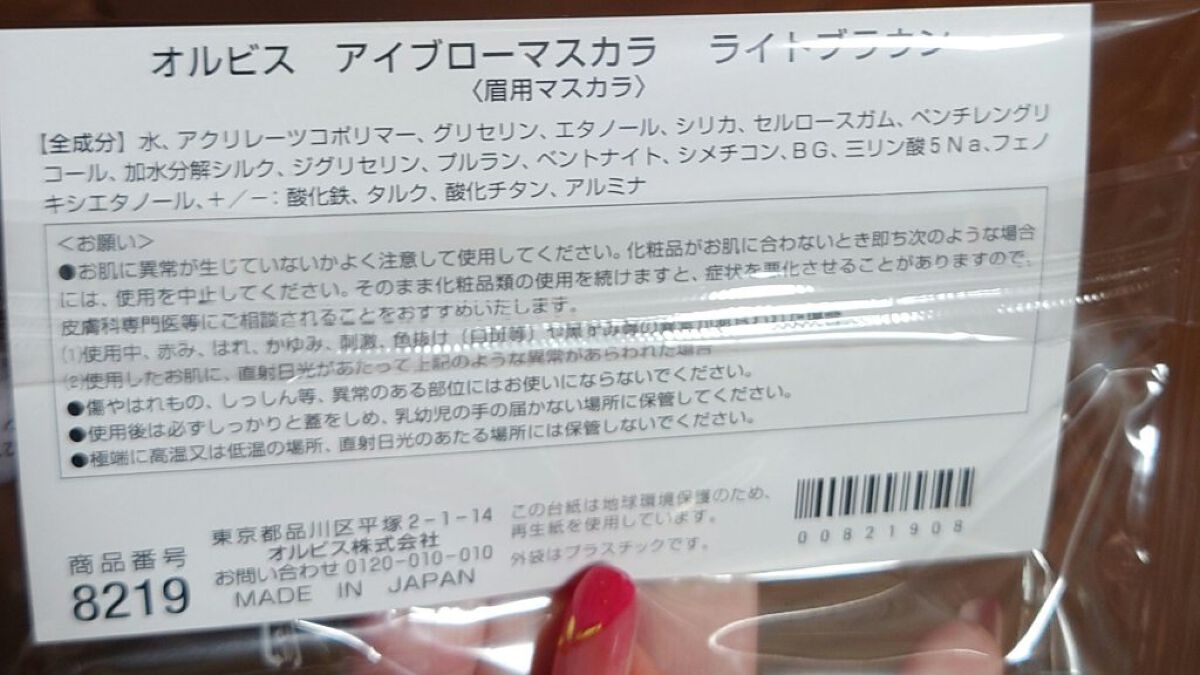 オルビス アイブローマスカラ ライトブラウン
〈眉用マスカラ〉
【全成分】水、アクリレーツコポリマー、グリセリン、エタノール、シリカ、セルロースガム、ペンチレングリ
コール、加水分解シルク、ジグリセリン、プルラン、ベントナイト、シメチコン、BG、三リン酸5Na、フェノ
キシエタノール、+/−:酸化鉄、タルク、酸化チタン、アルミナ
<お願い>
●お肌に異常が生じていないかよく注意して使用してください。化粧品がお肌に合わないとき即ち次のような場合
には、使用を中止してください。そのまま化粧品類の使用を続けますと、症状を悪化させることがありますので、
皮膚科専門医等にご相談されることをおすすめいたします。
(1)使用中、赤み、はれ、かゆみ、刺激、色抜け(白斑等)や黒ずみ等の異常があらわれた場合
(2)使用したお肌に、直射日光があたって上記のような異常があらわれた場合
●傷やはれもの、しっしん等、異常のある部位にはお使いにならないでください。
●使用後は必ずしっかりと蓋をしめ、乳幼児の手の届かない場所に保管してください。
●極端に高温又は低温の場所、直射日光のあたる場所には保管しないでください。
商品番号
8219
東京都品川区平塚2-1-14
オルビス株式会社
お問い合わせ0120-010-010
MADE IN JAPAN
この台紙は地球環境保護のため、
再生紙を使用しています。
外袋はプラスチックです。
00821908